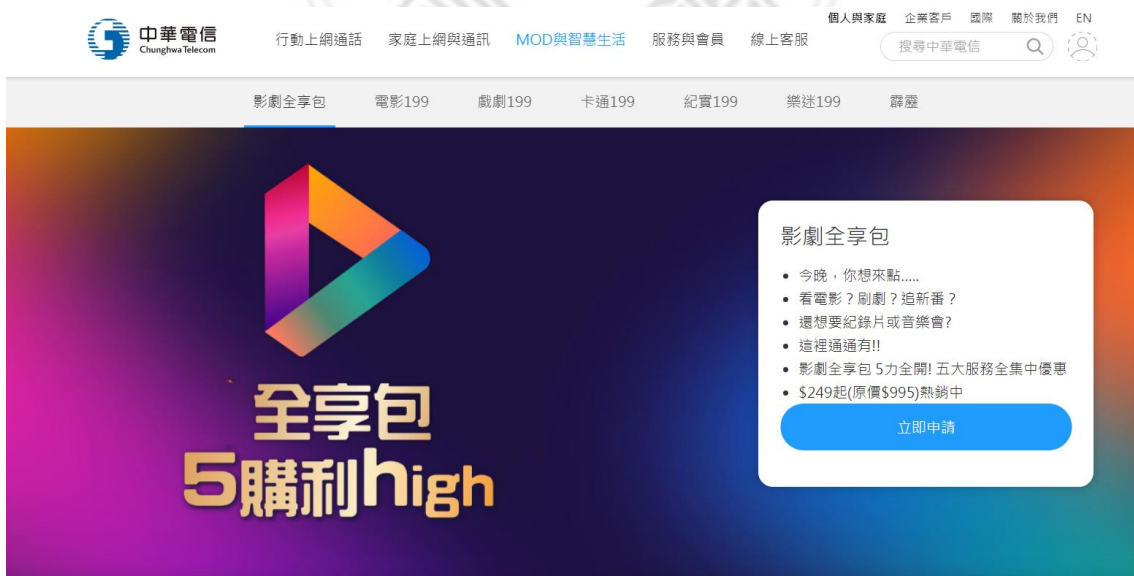 個人與家庭 企業客戶 國際 關於我們 EN
中華電信
Chunghwa Telecom
行動上網通話 家庭上網與通訊 MOD與智慧生活 服務與會員 線上客服
搜尋中華電信
影劇全享包 電影199 戲劇199 卡通199 紀實199 樂迷199 霹靂
全享包
5購利high
影劇全享包
今晚，你想來點.....
看電影？刷劇？追新番？
還想要紀錄片或音樂會?
這裡通通有!!
影劇全享包 5力全開! 五大服務全集中優惠
$249起(原價$995)熱銷中
立即申請